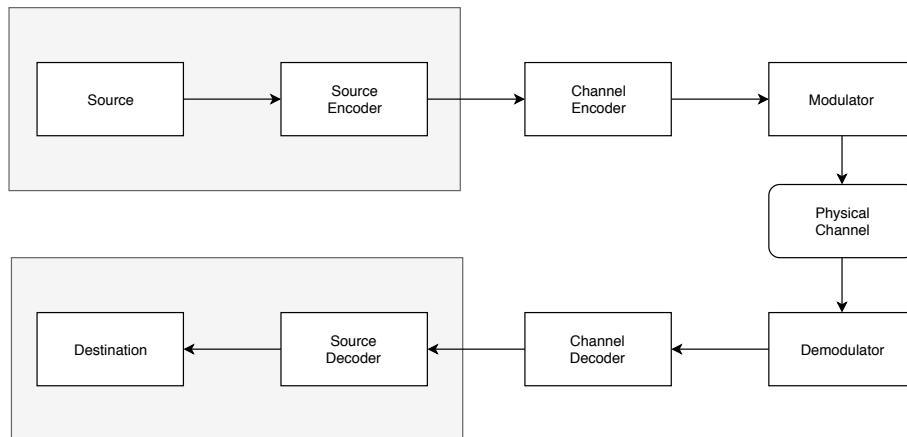 Source
Source
Encoder
Channel
Encoder
Modulator
Physical
Channel
Destination
Source
Decoder
Channel
Decoder
Demodulator